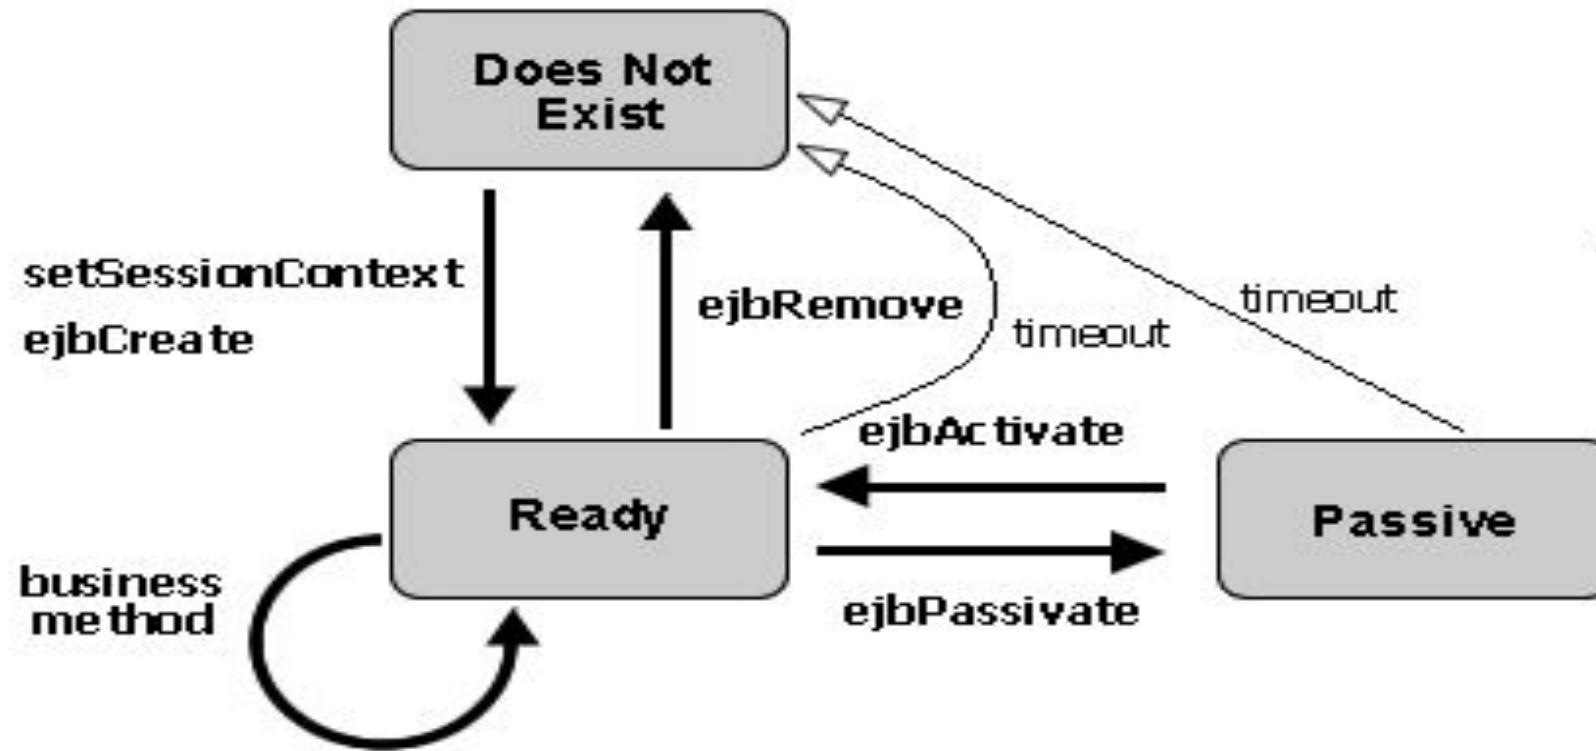 Does Not
Exist
setSessionContext
ejbCreate
ejbRemove
timeout
timeout
ejbActivate
Ready
Passive
business
method
ejbPassivate